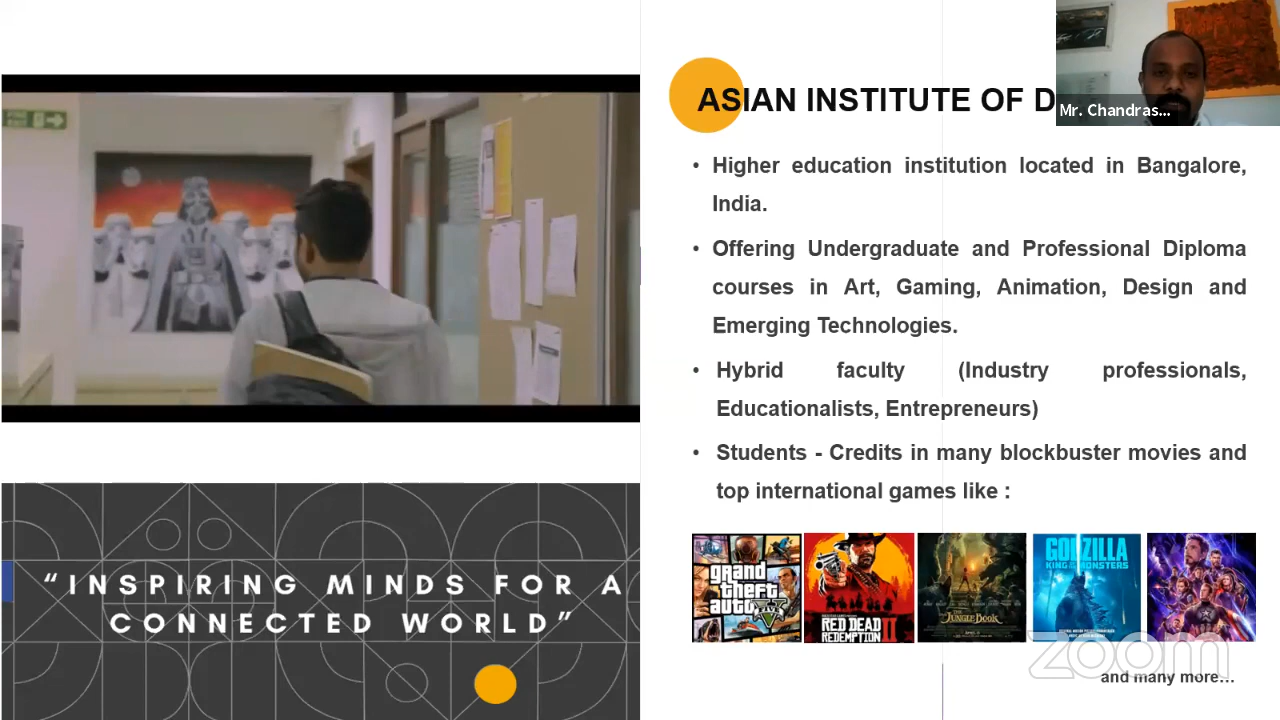 ASIAN INSTITUTE OF D
Mr. Chandras...
• Higher education institution located in Bangalore,
India.
• Offering Undergraduate and Professional Diploma
courses in Art, Gaming, Animation, Design and
Emerging Technologies.
• Hybrid faculty (Industry professionals,
Educationalists, Entrepreneurs)
• Students - Credits in many blockbuster movies and
top international games like :
grand
theft
auto V
RED DEAD
REDEMPTION II
THE JUNGLE BOOK
GODZILLA
KING OF THE MONSTERS
zoom
and many more...
“INSPIRING MINDS FOR A
CONNECTED WORLD”